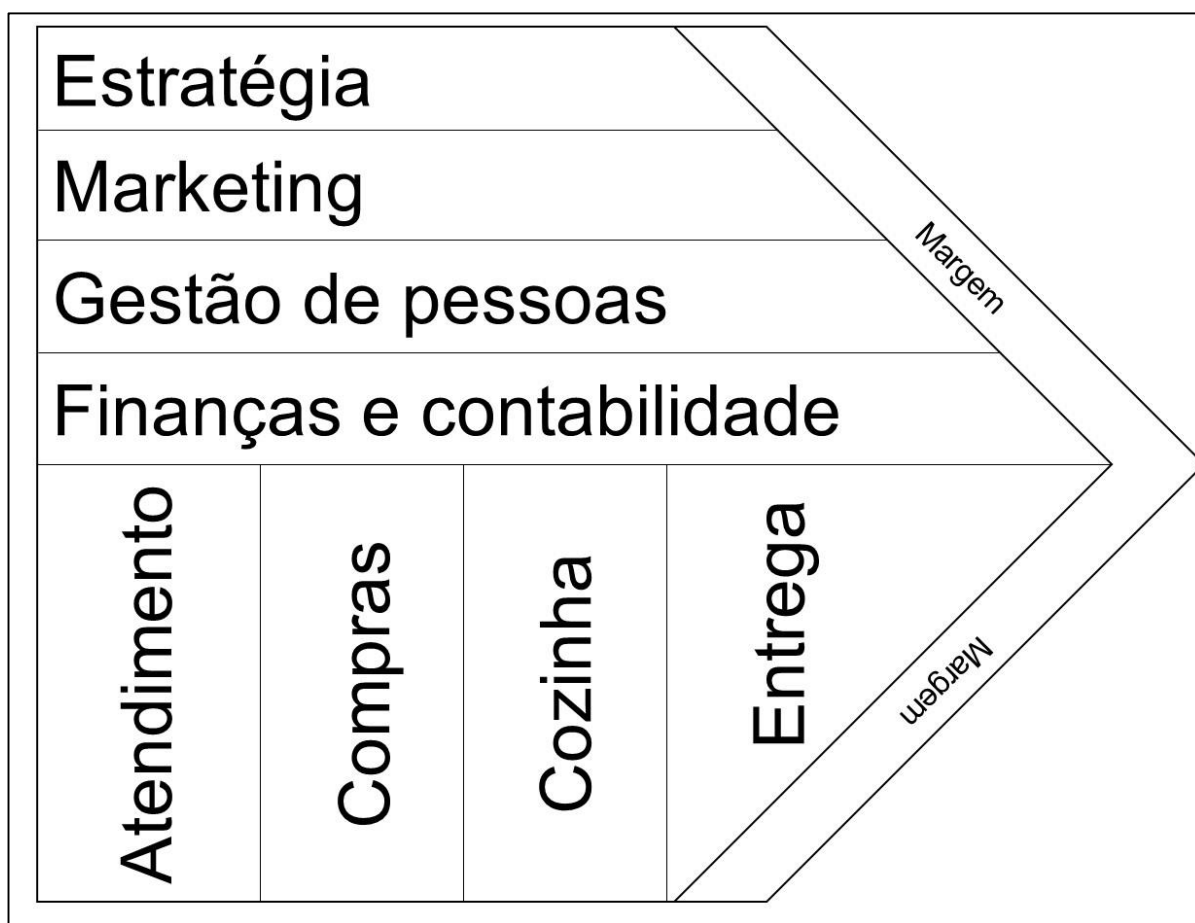 Estratégia
Marketing
Gestão de pessoas
Finanças e contabilidade
Atendimento
Compras
Cozinha
Entrega
Margem
Margem